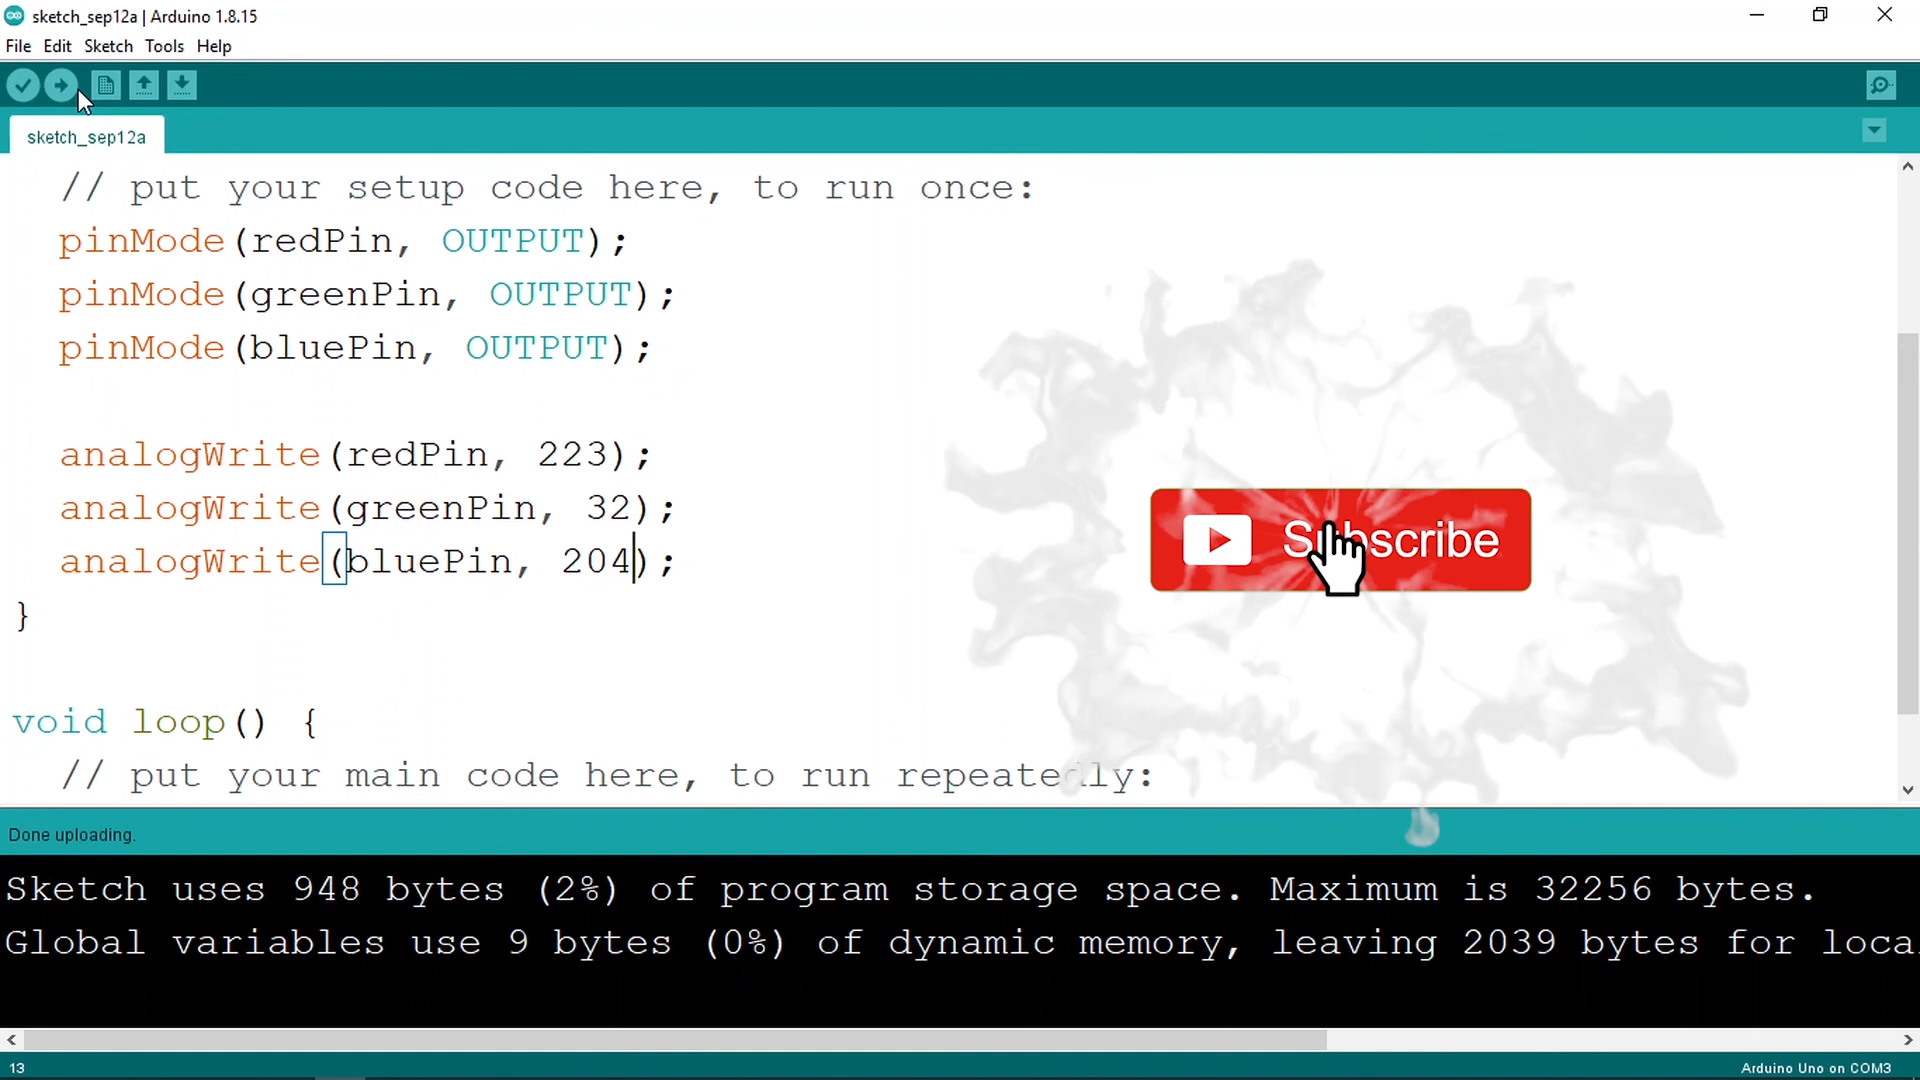 sketch_sep12a | Arduino 1.8.15
File Edit Sketch Tools Help
sketch_sep12a
// put your setup code here, to run once:
pinMode(redPin, OUTPUT);
pinMode(greenPin, OUTPUT);
pinMode(bluePin, OUTPUT);
analogWrite(redPin, 223);
analogWrite(greenPin, 32);
analogWrite(bluePin, 204);
}
Subscribe
void loop() {
// put your main code here, to run repeatedly:
Done uploading.
Sketch uses 948 bytes (2%) of program storage space. Maximum is 32256 bytes.
Global variables use 9 bytes (0%) of dynamic memory, leaving 2039 bytes for loca
13
Arduino Uno on COM3